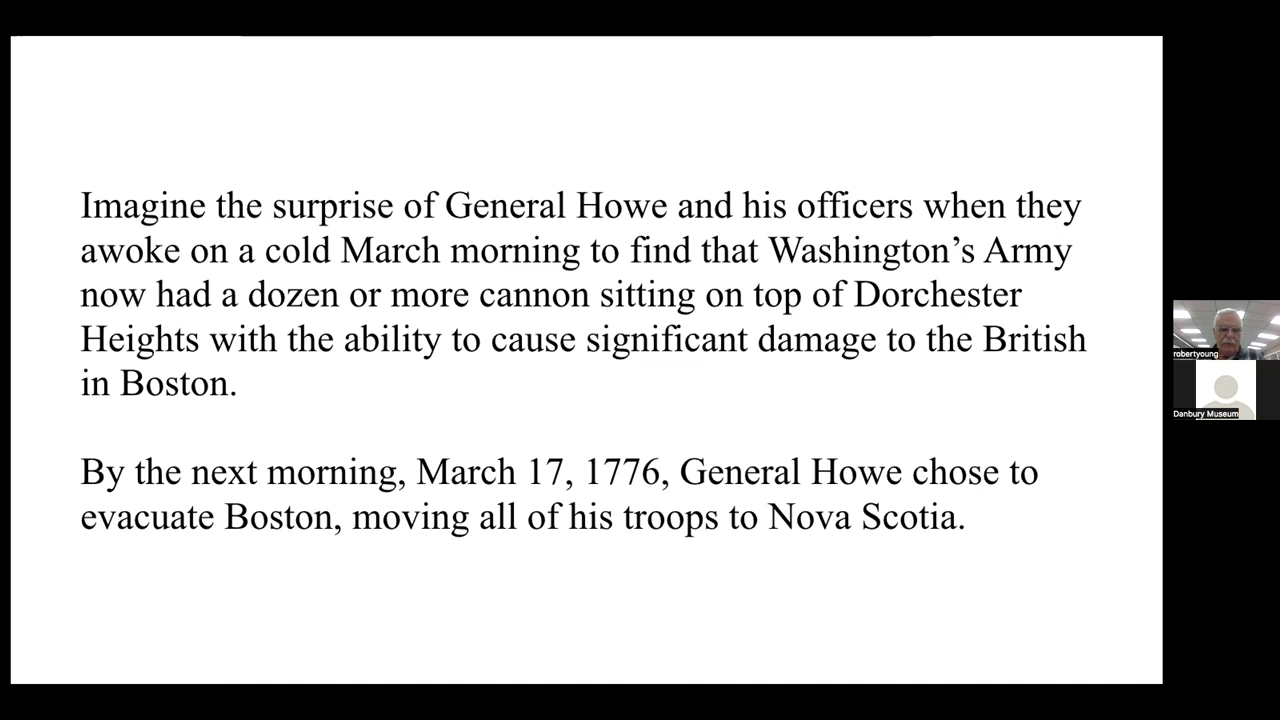 Imagine the surprise of General Howe and his officers when they
awoke on a cold March morning to find that Washington’s Army
now had a dozen or more cannon sitting on top of Dorchester
Heights with the ability to cause significant damage to the British
in Boston.
By the next morning, March 17, 1776, General Howe chose to
evacuate Boston, moving all of his troops to Nova Scotia.
robertyoung
Danbury Museum